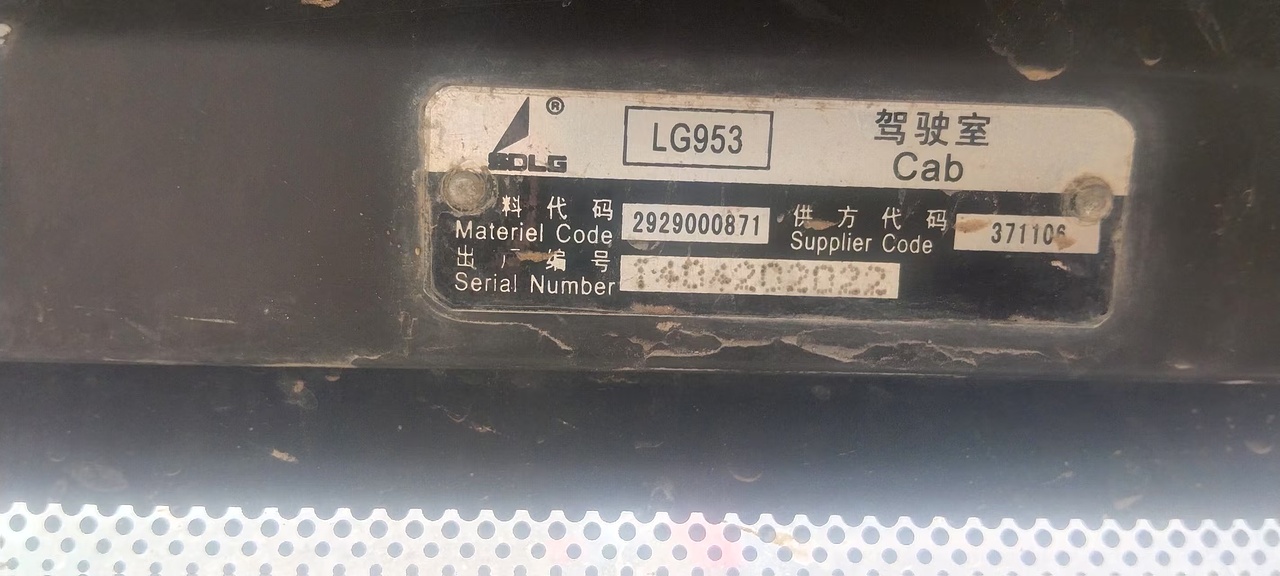 ®
SDLG
LG953
驾驶室
Cab
料代码
Materiel Code
2929000871
供方代码
Supplier Code
371106
出厂编号
Serial Number